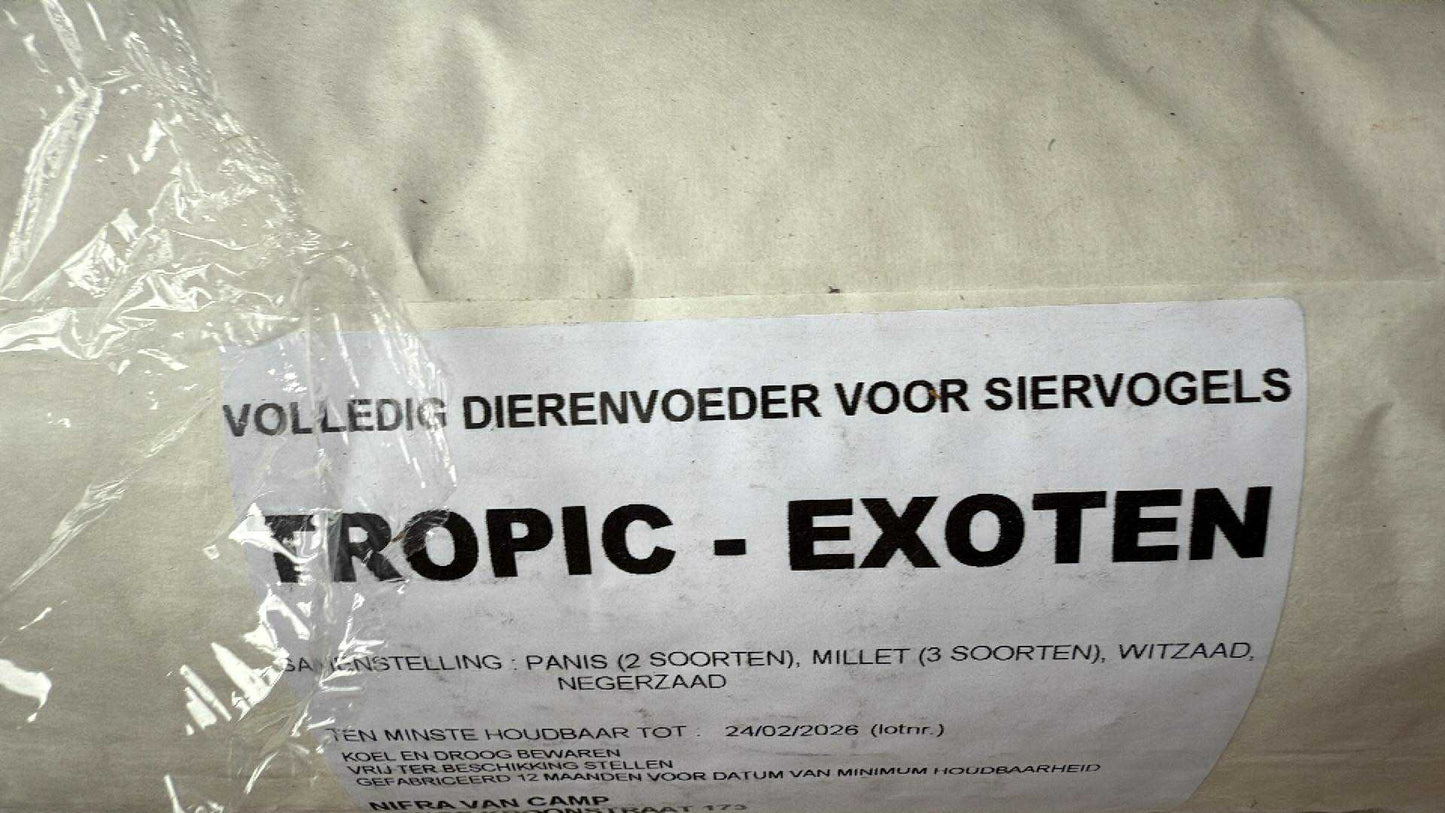 VOLLEDIG DIERENVOEDER VOOR SIERVOGELS
TROPIC - EXOTEN
SAMENSTELLING : PANIS (2 SOORTEN), MILLET (3 SOORTEN), WITZAAD,
NEGERZAAD
TEN MINSTE HOUDBAAR TOT : 24/02/2026 (lotnr.)
KOEL EN DROOG BEWAREN
VRIJ TER BESCHIKKING STELLEN
GEFABRICEERD 12 MAANDEN VOOR DATUM VAN MINIMUM HOUDBAARHEID
NIFRA VAN CAMP
173